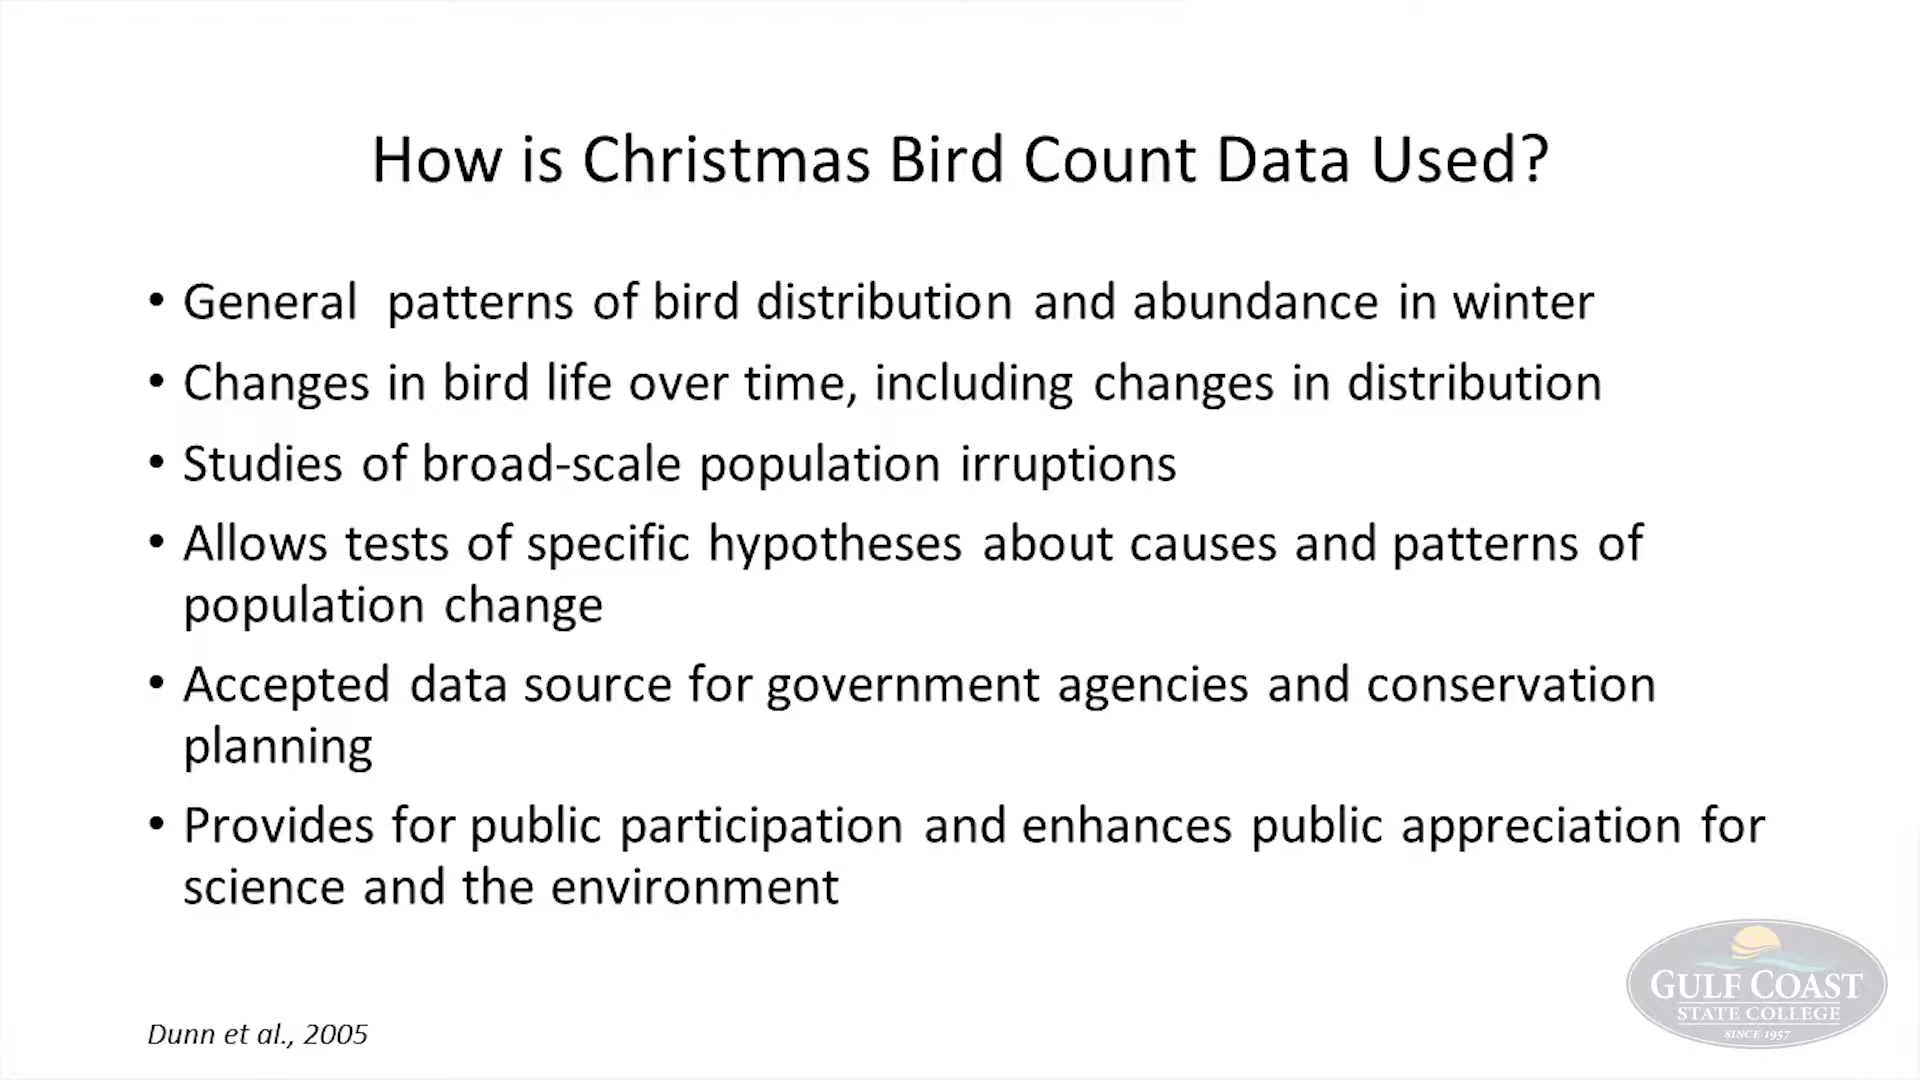 How is Christmas Bird Count Data Used?
• General patterns of bird distribution and abundance in winter
• Changes in bird life over time, including changes in distribution
• Studies of broad-scale population irruptions
• Allows tests of specific hypotheses about causes and patterns of
population change
• Accepted data source for government agencies and conservation
planning
• Provides for public participation and enhances public appreciation for
science and the environment
Dunn et al., 2005
GULF COAST
STATE COLLEGE
SINCE 1957